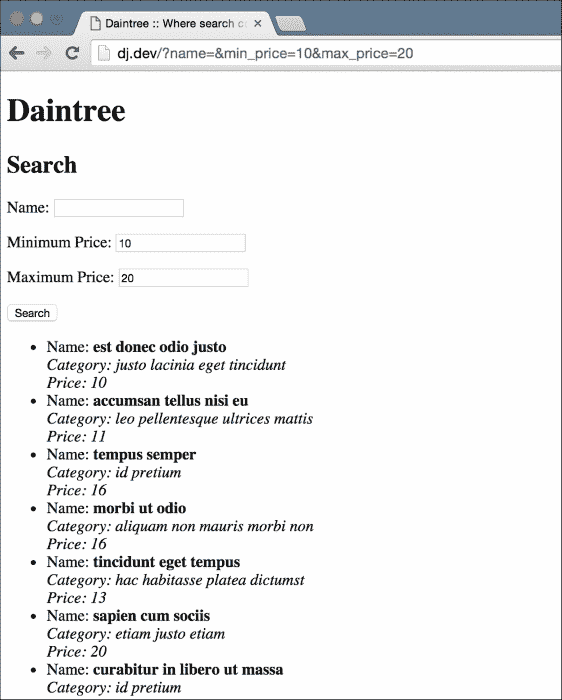 Daintree :: Where search c
dj.dev/?name=&min_price=10&max_price=20
Daintree
Search
Name:
Minimum Price: 10
Maximum Price: 20
Search
Name: est donec odio justo
Category: justo lacinia eget tincidunt
Price: 10
Name: accumsan tellus nisi eu
Category: leo pellentesque ultrices mattis
Price: 11
Name: tempus semper
Category: id pretium
Price: 16
Name: morbi ut odio
Category: aliquam non mauris morbi non
Price: 16
Name: tincidunt eget tempus
Category: hac habitasse platea dictumst
Price: 13
Name: sapien cum sociis
Category: etiam justo etiam
Price: 20
Name: curabitur in libero ut massa
Category: id pretium